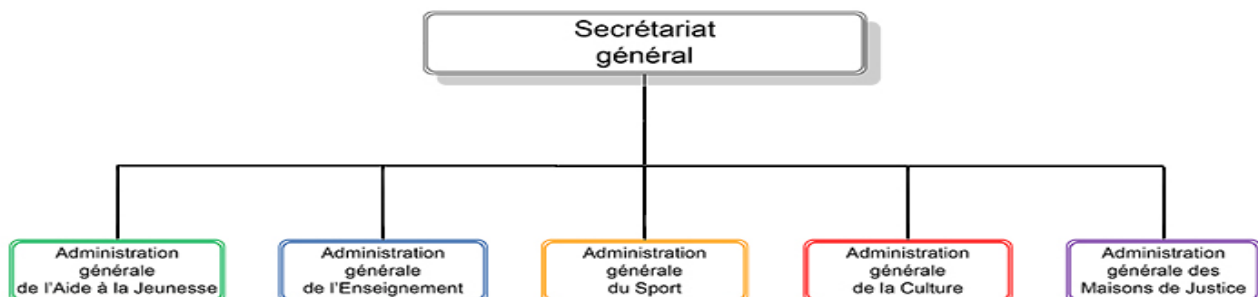 Secrétariat
général
Administration
générale
de l'Aide à la Jeunesse
Administration
générale
de l'Enseignement
Administration
générale
du Sport
Administration
générale
de la Culture
Administration
générale des
Maisons de Justice